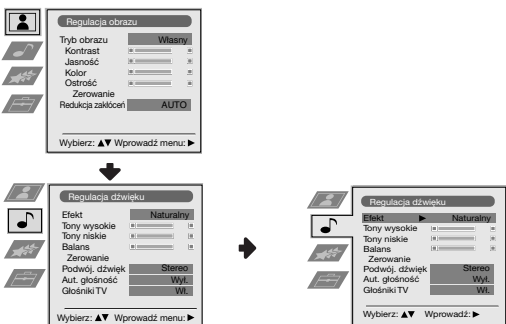 Regulacja obrazu
Tryb obrazu Własny
Kontrast
Jasność
Kolor
Ostrość
Zerowanie
Redukcja zakłóceń AUTO
Wybierz: ▲▼ Wprowadź menu: ►
Regulacja dźwięku
Efekt Naturalny
Tony wysokie
Tony niskie
Balans
Zerowanie
Podwój. dźwięk Stereo
Aut. głośność Wył.
Głośniki TV Wł.
Wybierz: ▲▼ Wprowadź menu: ►
Regulacja dźwięku
Efekt ► Naturalny
Tony wysokie
Tony niskie
Balans
Zerowanie
Podwój. dźwięk Stereo
Aut. głośność Wył.
Głośniki TV Wł.
Wybierz: ▲▼ Wprowadź: ►